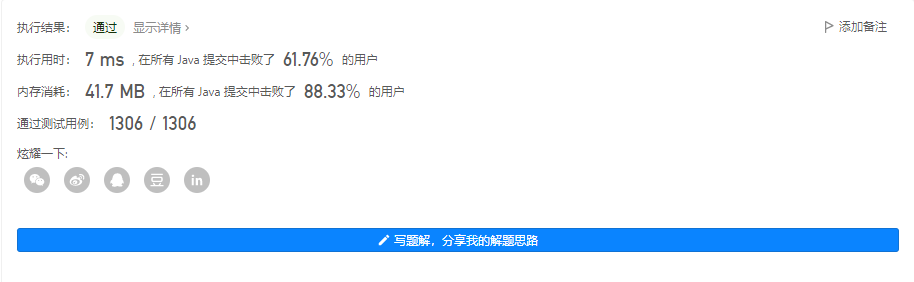 执行结果： 通过 显示详情 › 添加备注
执行用时： 7 ms , 在所有 Java 提交中击败了 61.76% 的用户
内存消耗： 41.7 MB , 在所有 Java 提交中击败了 88.33% 的用户
通过测试用例： 1306 / 1306
炫耀一下:
豆 in
写题解，分享我的解题思路